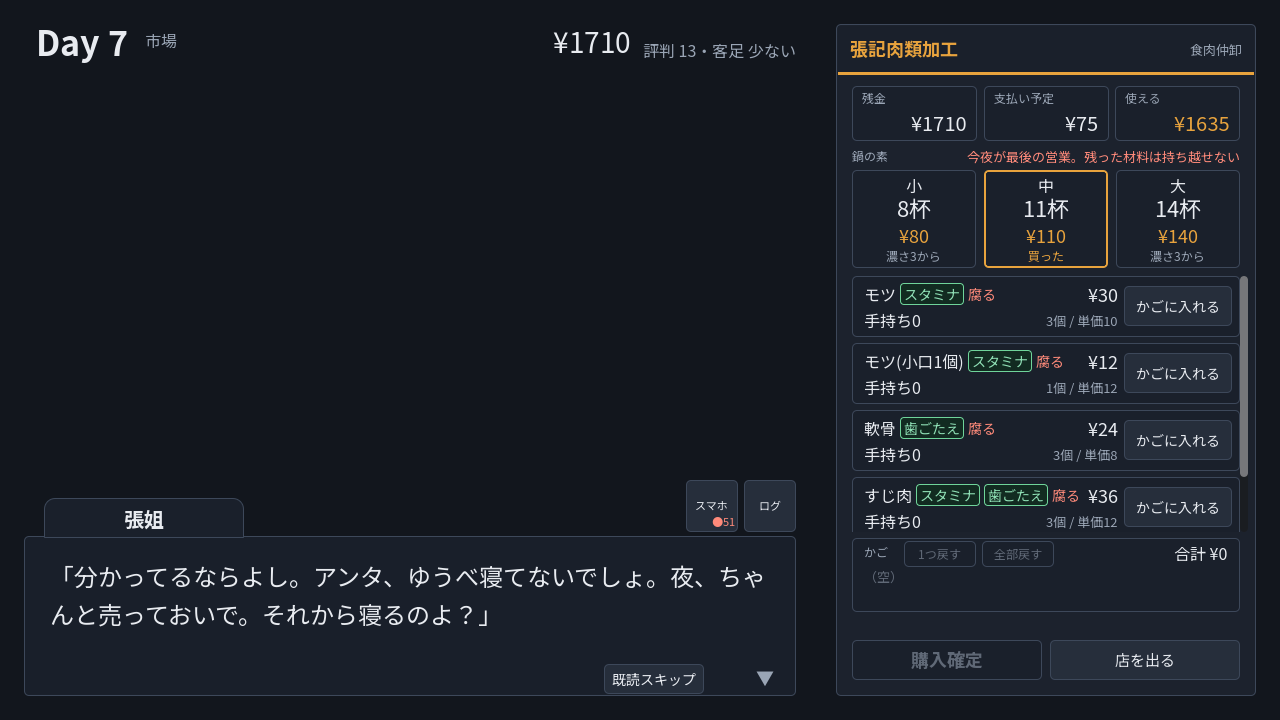 Day 7 市場
¥1710 評判 13・客足 少ない
張記肉類加工 食肉仲卸
残金 ¥1710
支払い予定 ¥75
使える ¥1635
鍋の素 今夜が最後の営業。残った材料は持ち越せない
小
8杯
¥80
濃さ3から
中
11杯
¥110
買った
大
14杯
¥140
濃さ3から
モツ スタミナ 腐る ¥30 かごに入れる
手持ち0 3個 / 単価10
モツ(小口1個) スタミナ 腐る ¥12 かごに入れる
手持ち0 1個 / 単価12
軟骨 歯ごたえ 腐る ¥24 かごに入れる
手持ち0 3個 / 単価8
すじ肉 スタミナ 歯ごたえ 腐る ¥36 かごに入れる
手持ち0 3個 / 単価12
かご 1つ戻す 全部戻す 合計 ¥0
（空）
購入確定 店を出る
スマホ 51
ログ
張姐
「分かってるならよし。アンタ、ゆうべ寝てないでしょ。夜、ちゃ
んと売っておいで。それから寝るのよ？」
既読スキップ ▼